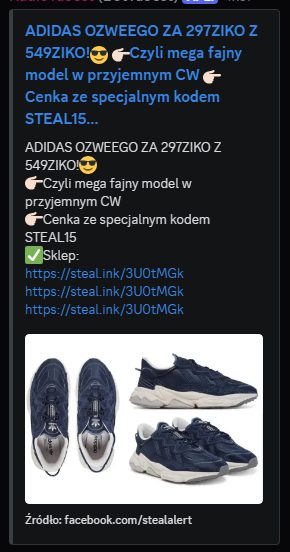 ADIDAS OZWEEGO ZA 297ZIKO Z
549ZIKO!😎 👉🏻Czyli mega fajny
model w przyjemnym CW 👉🏻
Cenka ze specjalnym kodem
STEAL15...
ADIDAS OZWEEGO ZA 297ZIKO Z
549ZIKO!😎
👉🏻Czyli mega fajny model w
przyjemnym CW
👉🏻Cenka ze specjalnym kodem
STEAL15
✅Sklep:
https://steal.ink/3U0tMGk
https://steal.ink/3U0tMGk
https://steal.ink/3U0tMGk
Źródło: facebook.com/stealalert